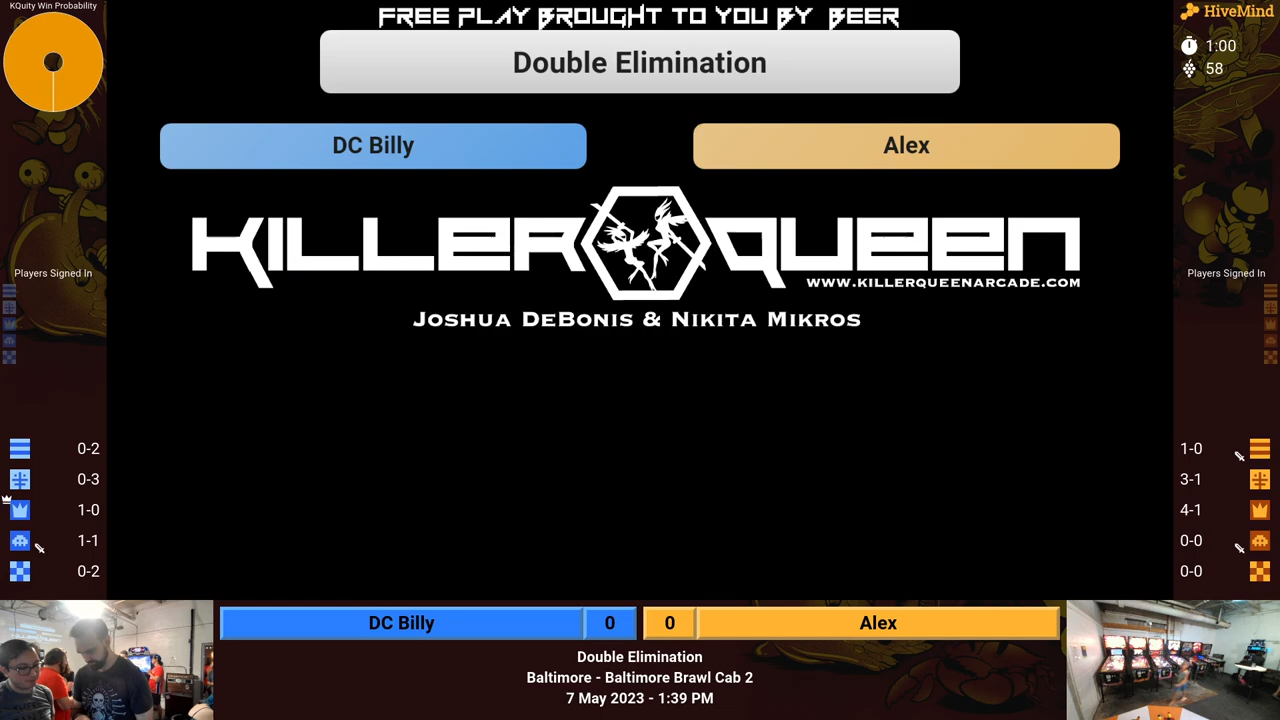 KQuity Win Probability
FREE PLAY BROUGHT TO YOU BY BEER
HiveMind
Double Elimination
1:00
58
DC Billy
Alex
KILLER QUEEN
WWW.KILLERQUEENARCADE.COM
JOSHUA DEBONIS & NIKITA MIKROS
Players Signed In
Players Signed In
0-2
0-3
1-0
1-1
0-2
1-0
3-1
4-1
0-0
0-0
DC Billy
0
0
Alex
Double Elimination
Baltimore - Baltimore Brawl Cab 2
7 May 2023 - 1:39 PM